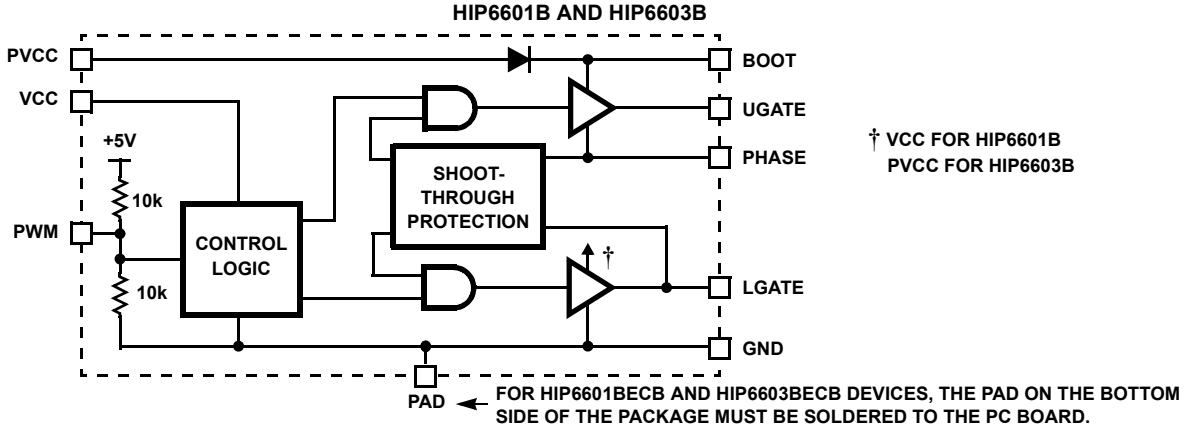 HIP6601B AND HIP6603B
PVCC
BOOT
VCC
UGATE
+5V
† VCC FOR HIP6601B
PVCC FOR HIP6603B
PHASE
SHOOT-
THROUGH
PROTECTION
10k
PWM
CONTROL
LOGIC
†
10k
LGATE
GND
PAD
FOR HIP6601BECB AND HIP6603BECB DEVICES, THE PAD ON THE BOTTOM
SIDE OF THE PACKAGE MUST BE SOLDERED TO THE PC BOARD.